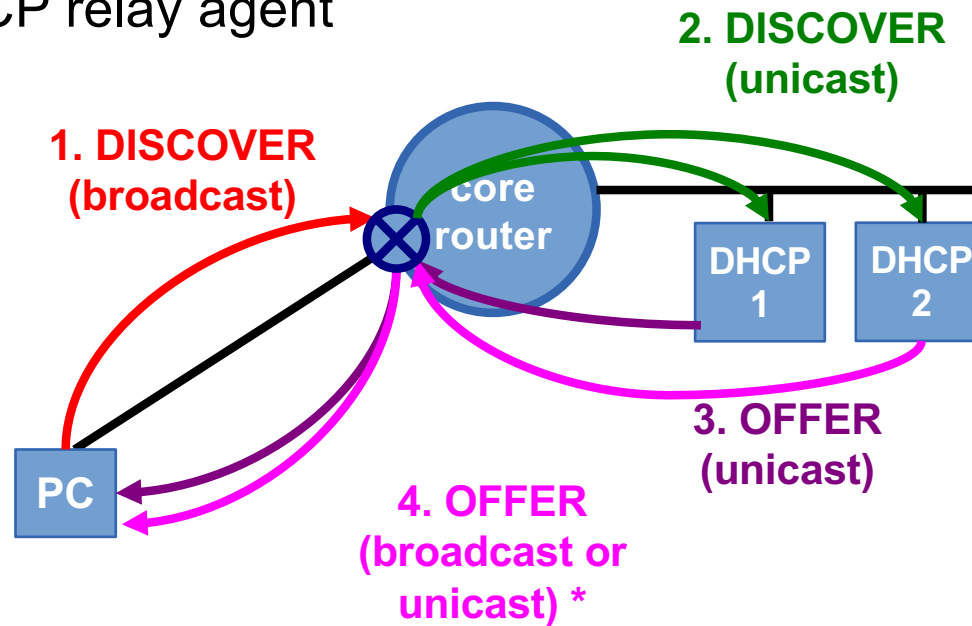 CP relay agent
2. DISCOVER
(unicast)
1. DISCOVER
(broadcast)
core
router
DHCP
1
DHCP
2
3. OFFER
(unicast)
PC
4. OFFER
(broadcast or
unicast) *